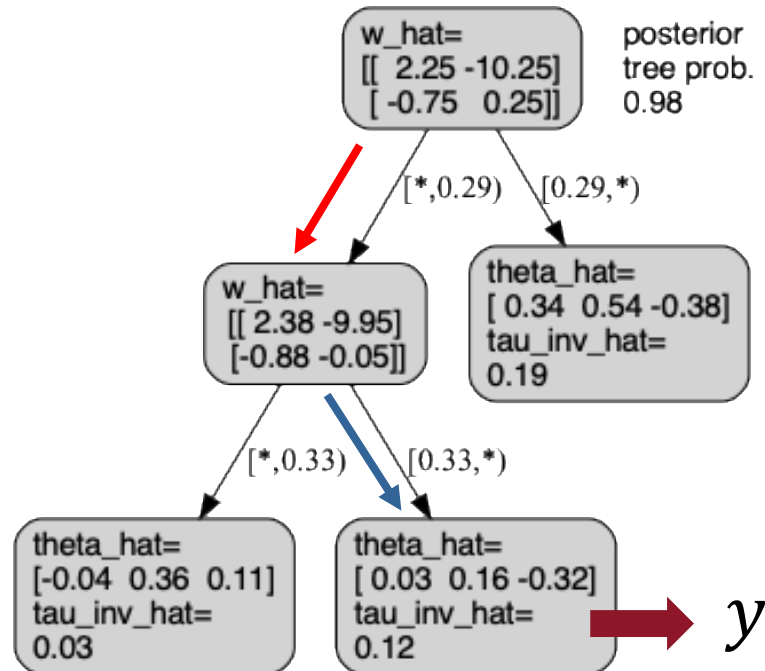 w_hat=
[[ 2.25 -10.25]
[ -0.75 0.25]]
posterior
tree prob.
0.98
[*,0.29)
[0.29,*)
w_hat=
[[ 2.38 -9.95]
[-0.88 -0.05]]
theta_hat=
[ 0.34 0.54 -0.38]
tau_inv_hat=
0.19
[*,0.33)
[0.33,*)
theta_hat=
[-0.04 0.36 0.11]
tau_inv_hat=
0.03
theta_hat=
[ 0.03 0.16 -0.32]
tau_inv_hat=
0.12
y